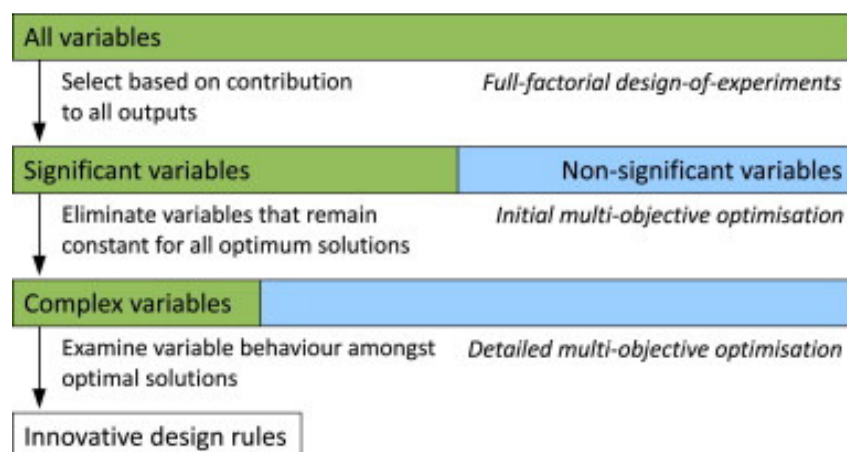 All variables
Select based on contribution
to all outputs
Full-factorial design-of-experiments
Significant variables
Non-significant variables
Eliminate variables that remain
constant for all optimum solutions
Initial multi-objective optimisation
Complex variables
Examine variable behaviour amongst
optimal solutions
Detailed multi-objective optimisation
Innovative design rules